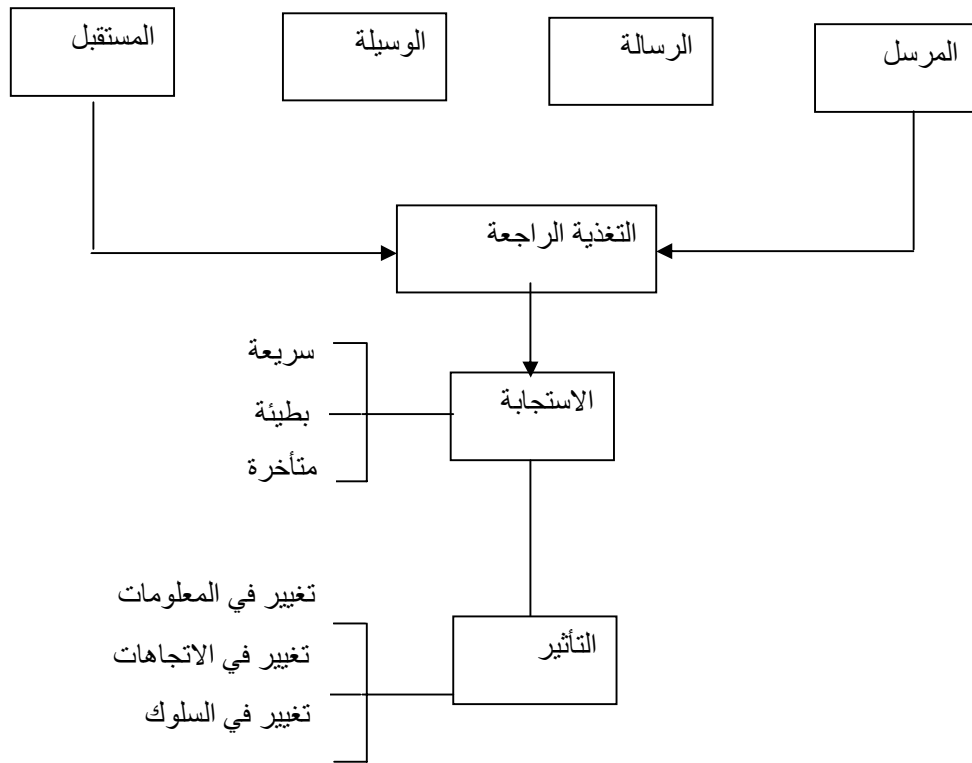 المرسل
الرسالة
الوسيلة
المستقبل
التغذية الراجعة
الاستجابة
سريعة
بطيئة
متأخرة
التأثير
تغيير في المعلومات
تغيير في الاتجاهات
تغيير في السلوك